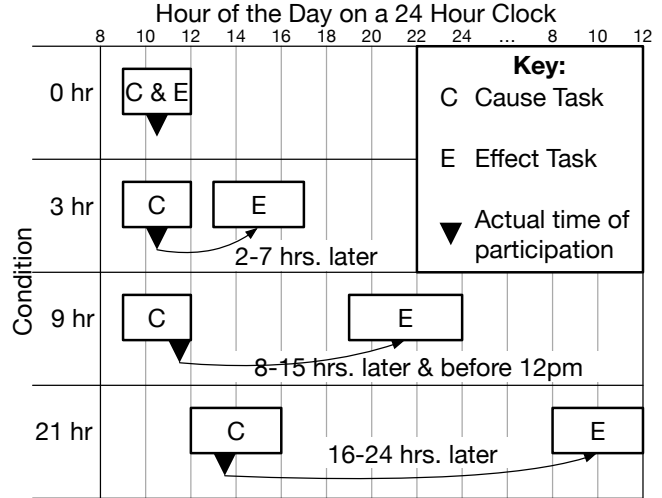 Hour of the Day on a 24 Hour Clock
8 10 12 14 16 18 20 22 24 ... 8 10 12
Key:
C Cause Task
E Effect Task
Actual time of
participation
Condition
0 hr
C & E
3 hr
C
E
2-7 hrs. later
9 hr
C
E
8-15 hrs. later & before 12pm
21 hr
C
E
16-24 hrs. later